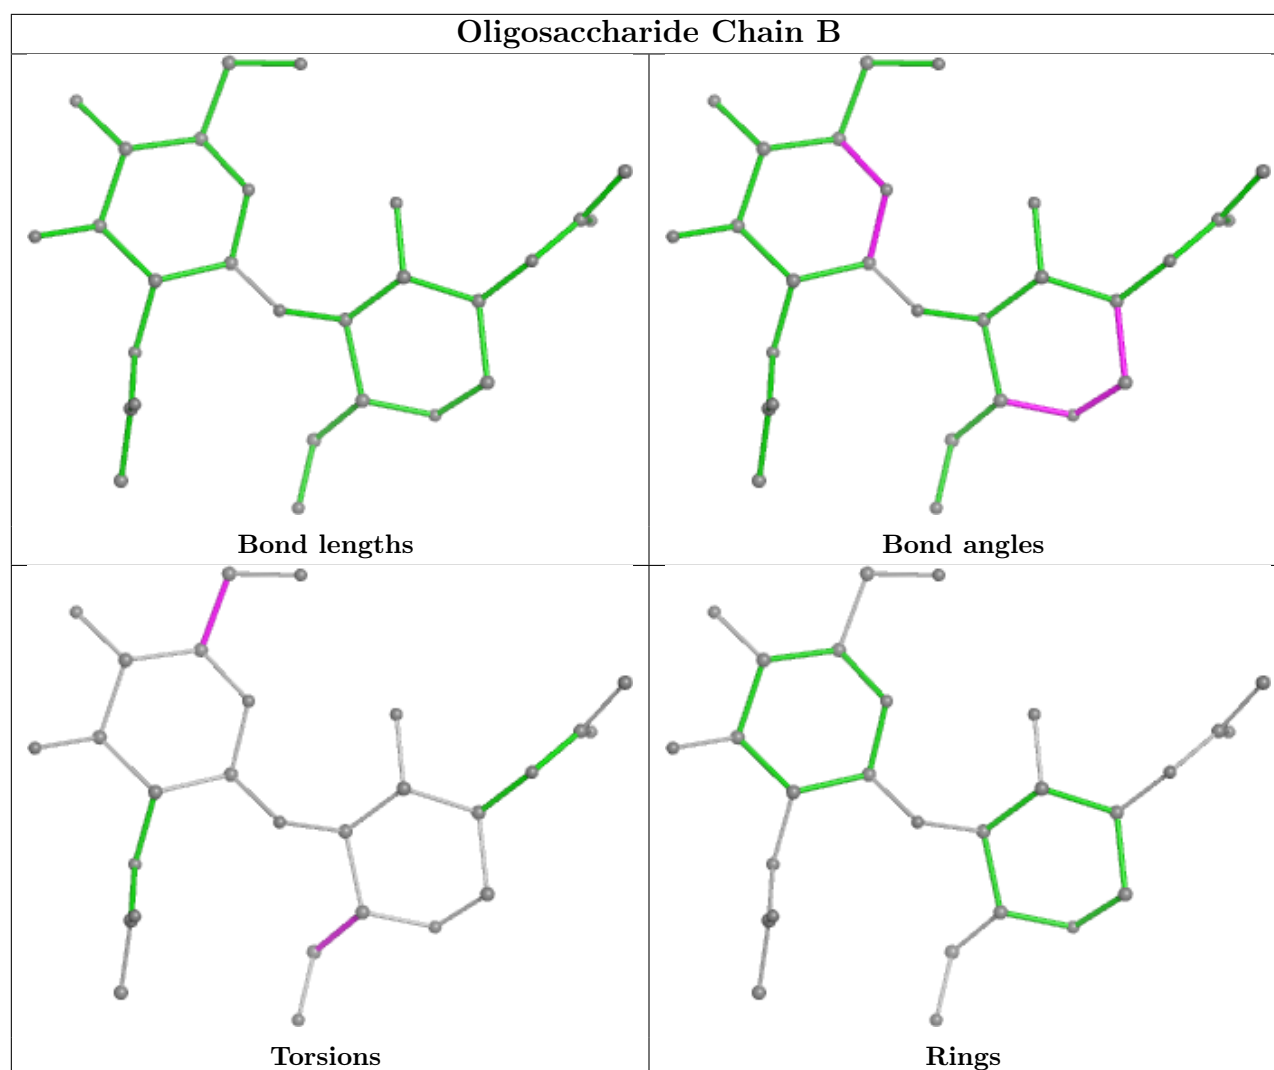 Oligosaccharide Chain B
Bond lengths
Bond angles
Torsions
Rings